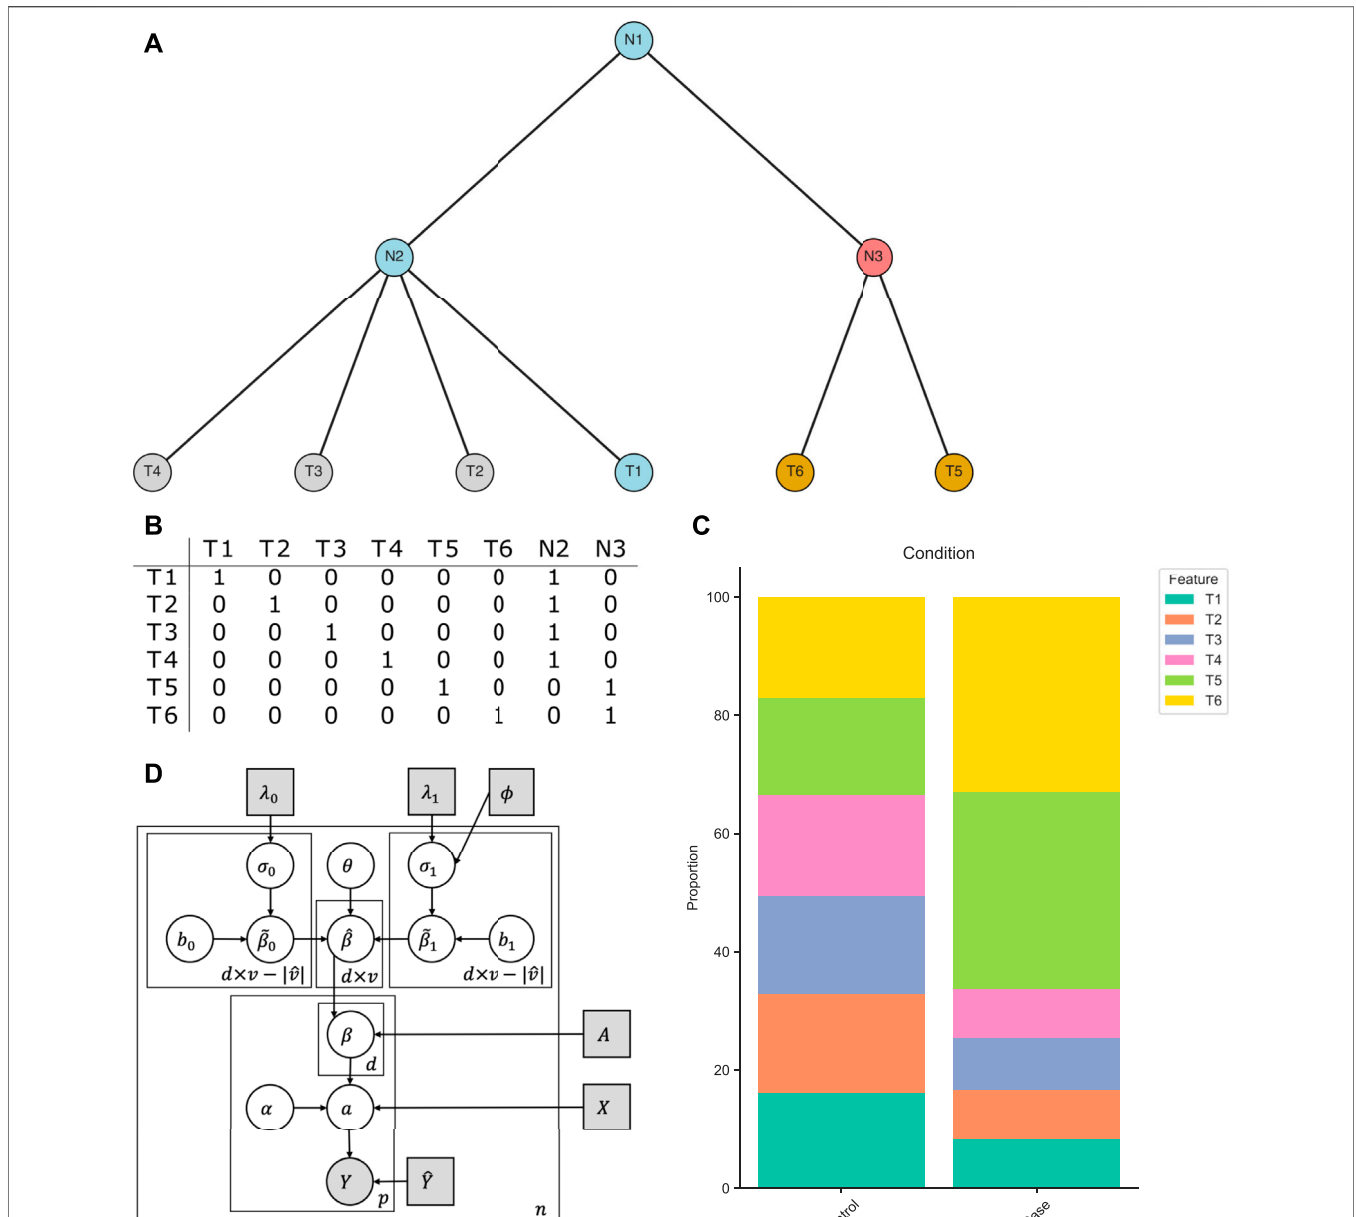 A
N1
N2
N3
T4
T3
T2
T1
T6
T5
B
T1 T2 T3 T4 T5 T6 N2 N3
T1 1 0 0 0 0 0 1 0
T2 0 1 0 0 0 0 1 0
T3 0 0 1 0 0 0 1 0
T4 0 0 0 1 0 0 1 0
T5 0 0 0 0 1 0 0 1
T6 0 0 0 0 0 1 0 1
C
Condition
Proportion
100
80
60
40
20
0
Feature
T1
T2
T3
T4
T5
T6
D
λ₀
λ₁
ϕ
σ₀
θ
σ₁
b₀
β̃₀
β̂
β̃₁
b₁
d×v − |v̂|
d×v
d×v − |v̂|
β
d
A
α
a
X
Y
p
Ŷ
n